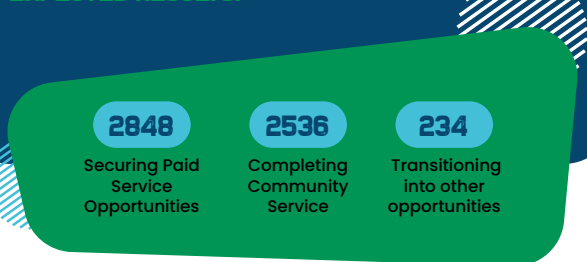 2848
Securing Paid
Service
Opportunities
2536
Completing
Community
Service
234
Transitioning
into other
opportunities